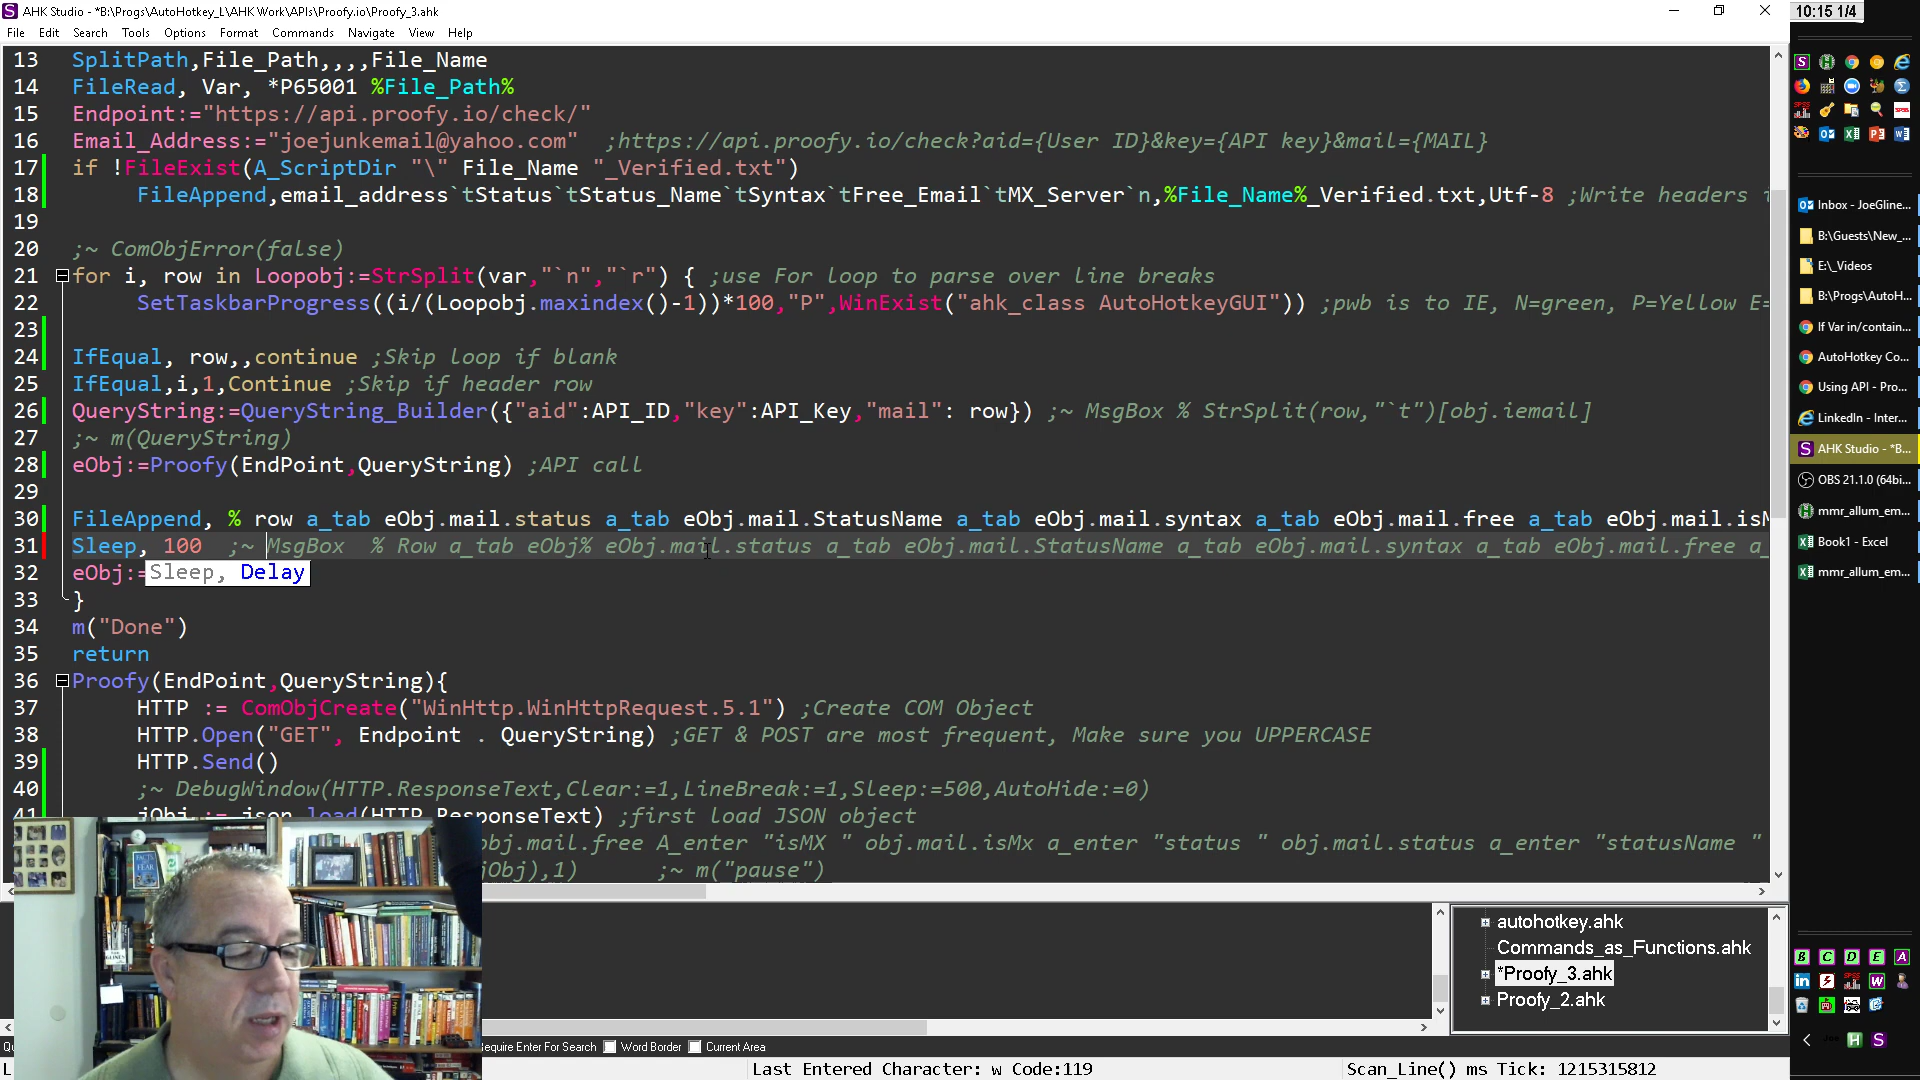 AHK Studio - *B:\Progs\AutoHotkey_L\AHK Work\APIs\Proofy.io\Proofy_3.ahk
10:15 1/4
File Edit Search Tools Options Format Commands Navigate View Help
13 SplitPath,File_Path,,,,File_Name
14 FileRead, Var, *P65001 %File_Path%
15 Endpoint:="https://api.proofy.io/check/"
16 Email_Address:="joejunkemail@yahoo.com" ;https://api.proofy.io/check?aid={User ID}&key={API key}&mail={MAIL}
17 if !FileExist(A_ScriptDir "\" File_Name "_Verified.txt")
18 FileAppend,email_address`tStatus`tStatus_Name`tSyntax`tFree_Email`tMX_Server`n,%File_Name%_Verified.txt,Utf-8 ;Write headers
19
20 ;~ ComObjError(false)
21 for i, row in Loopobj:=StrSplit(var,"`n","`r") { ;use For loop to parse over line breaks
22 SetTaskbarProgress((i/(Loopobj.maxindex()-1))*100,"P",WinExist("ahk_class AutoHotkeyGUI")) ;pwb is to IE, N=green, P=Yellow E=
23
24 IfEqual, row,,continue ;Skip loop if blank
25 IfEqual,i,1,Continue ;Skip if header row
26 QueryString:=QueryString_Builder({"aid":API_ID,"key":API_Key,"mail": row}) ;~ MsgBox % StrSplit(row,"`t")[obj.iemail]
27 ;~ m(QueryString)
28 eObj:=Proofy(EndPoint,QueryString) ;API call
29
30 FileAppend, % row a_tab eObj.mail.status a_tab eObj.mail.StatusName a_tab eObj.mail.syntax a_tab eObj.mail.free a_tab eObj.mail.isM
31 Sleep, 100 ;~ MsgBox % Row a_tab eObj% eObj.mail.status a_tab eObj.mail.StatusName a_tab eObj.mail.syntax a_tab eObj.mail.free a_
32 eObj:=
Sleep, Delay
33 }
34 m("Done")
35 return
36 Proofy(EndPoint,QueryString){
37 HTTP := ComObjCreate("WinHttp.WinHttpRequest.5.1") ;Create COM Object
38 HTTP.Open("GET", Endpoint . QueryString) ;GET & POST are most frequent, Make sure you UPPERCASE
39 HTTP.Send()
40 ;~ DebugWindow(HTTP.ResponseText,Clear:=1,LineBreak:=1,Sleep:=500,AutoHide:=0)
41 jObj := json.load(HTTP.ResponseText) ;first load JSON object
obj.mail.free A_enter "isMX " obj.mail.isMx a_enter "status " obj.mail.status a_enter "statusName "
jObj),1) ;~ m("pause")
Inbox - JoeGline...
B:\Guests\New_...
E:\_Videos
B:\Progs\AutoH...
If Var in/contain...
AutoHotkey Co...
Using API - Pro...
LinkedIn - Inter...
AHK Studio - *B...
OBS 21.1.0 (64bi...
mmr_allum_em...
Book1 - Excel
mmr_allum_em...
autohotkey.ahk
Commands_as_Functions.ahk
*Proofy_3.ahk
Proofy_2.ahk
equire Enter For Search Word Border Current Area
Last Entered Character: w Code:119
Scan_Line() ms Tick: 1215315812